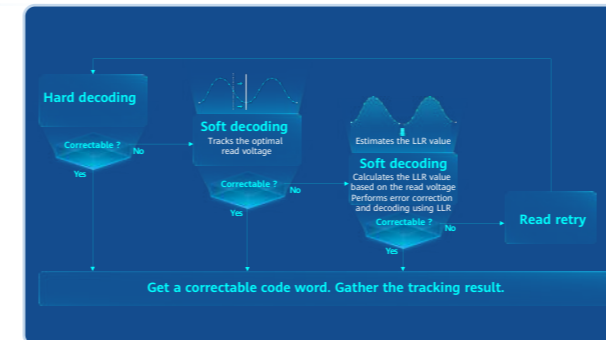 Hard decoding
Correctable ?
No
Yes
Soft decoding
Tracks the optimal
read voltage
Correctable ?
No
Yes
Estimates the LLR value
Soft decoding
Calculates the LLR value
based on the read voltage
Performs error correction
and decoding using LLR
Correctable ?
No
Yes
Read retry
Get a correctable code word. Gather the tracking result.